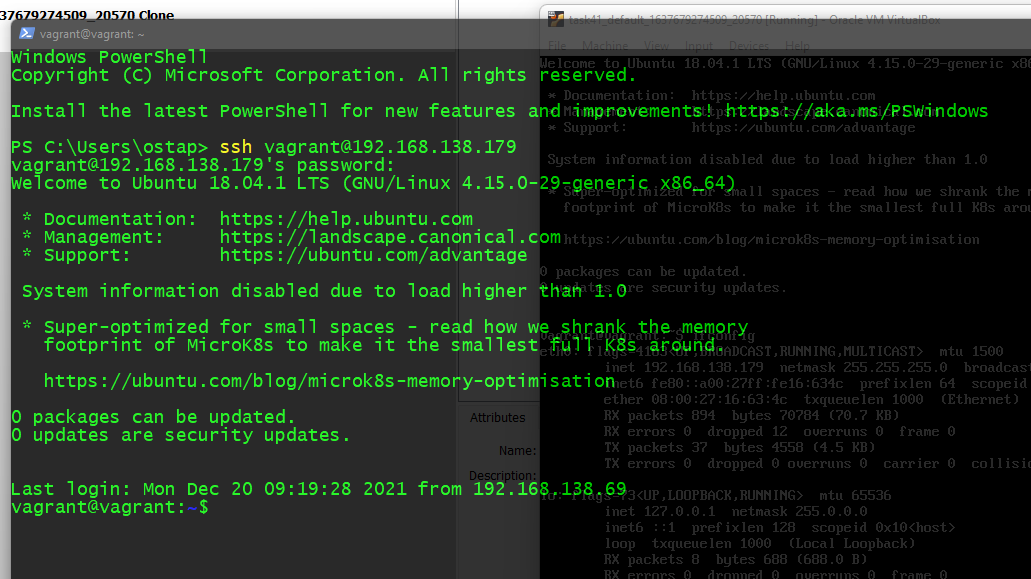 37679274509_20570 Clone
vagrant@vagrant: ~
Windows PowerShell
Copyright (C) Microsoft Corporation. All rights reserved.
Install the latest PowerShell for new features and improvements! https://aka.ms/PSWindows
PS C:\Users\ostap> ssh vagrant@192.168.138.179
vagrant@192.168.138.179's password:
Welcome to Ubuntu 18.04.1 LTS (GNU/Linux 4.15.0-29-generic x86_64)
* Documentation:  https://help.ubuntu.com
* Management:     https://landscape.canonical.com
* Support:        https://ubuntu.com/advantage
System information disabled due to load higher than 1.0
* Super-optimized for small spaces - read how we shrank the memory
footprint of MicroK8s to make it the smallest full K8s around.
https://ubuntu.com/blog/microk8s-memory-optimisation
0 packages can be updated.
0 updates are security updates.
Last login: Mon Dec 20 09:19:28 2021 from 192.168.138.69
vagrant@vagrant:~$
Attributes
Name:
Description:
task41_default_1637679274509_20570 [Running] - Oracle VM VirtualBox
File Machine View Input Devices Help
Welcome to Ubuntu 18.04.1 LTS (GNU/Linux 4.15.0-29-generic x86
* Documentation:  https://help.ubuntu.com
* Support:        https://ubuntu.com/advantage
System information disabled due to load higher than 1.0
* Super-optimized for small spaces - read how we shrank the m
footprint of MicroK8s to make it the smallest full K8s aroun
https://ubuntu.com/blog/microk8s-memory-optimisation
0 packages can be updated.
0 updates are security updates.
mtu 1500
inet 192.168.138.179  netmask 255.255.255.0  broadcas
inet6 fe80::a00:27ff:fe16:634c  prefixlen 64  scopeid
ether 08:00:27:16:63:4c  txqueuelen 1000  (Ethernet)
RX packets 894  bytes 70784 (70.7 KB)
RX errors 0  dropped 12  overruns 0  frame 0
TX packets 37  bytes 4558 (4.5 KB)
TX errors 0  dropped 0 overruns 0  carrier 0  collisio
lo: flags=73<UP,LOOPBACK,RUNNING>  mtu 65536
inet 127.0.0.1  netmask 255.0.0.0
inet6 ::1  prefixlen 128  scopeid 0x10<host>
loop  txqueuelen 1000  (Local Loopback)
RX packets 8  bytes 688 (688.0 B)
RX errors 0  dropped 0  overruns 0  frame 0